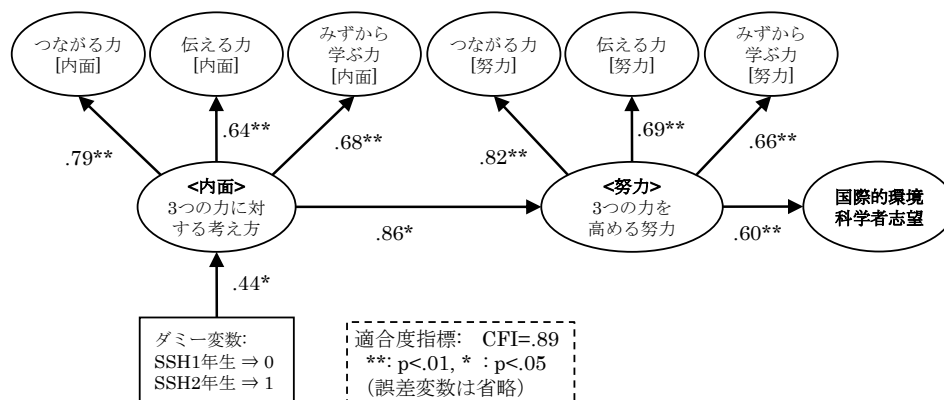 つながる力
[内面]
伝える力
[内面]
みずから
学ぶ力
[内面]
つながる力
[努力]
伝える力
[努力]
みずから
学ぶ力
[努力]
.79**
.64**
.68**
.82**
.69**
.66**
<内面>
3つの力に対
する考え方
.86*
<努力>
3つの力を
高める努力
.60**
国際的環境
科学者志望
.44*
ダミー変数:
SSH1年生 ⇒ 0
SSH2年生 ⇒ 1
適合度指標: CFI=.89
**: p<.01, * : p<.05
（誤差変数は省略）